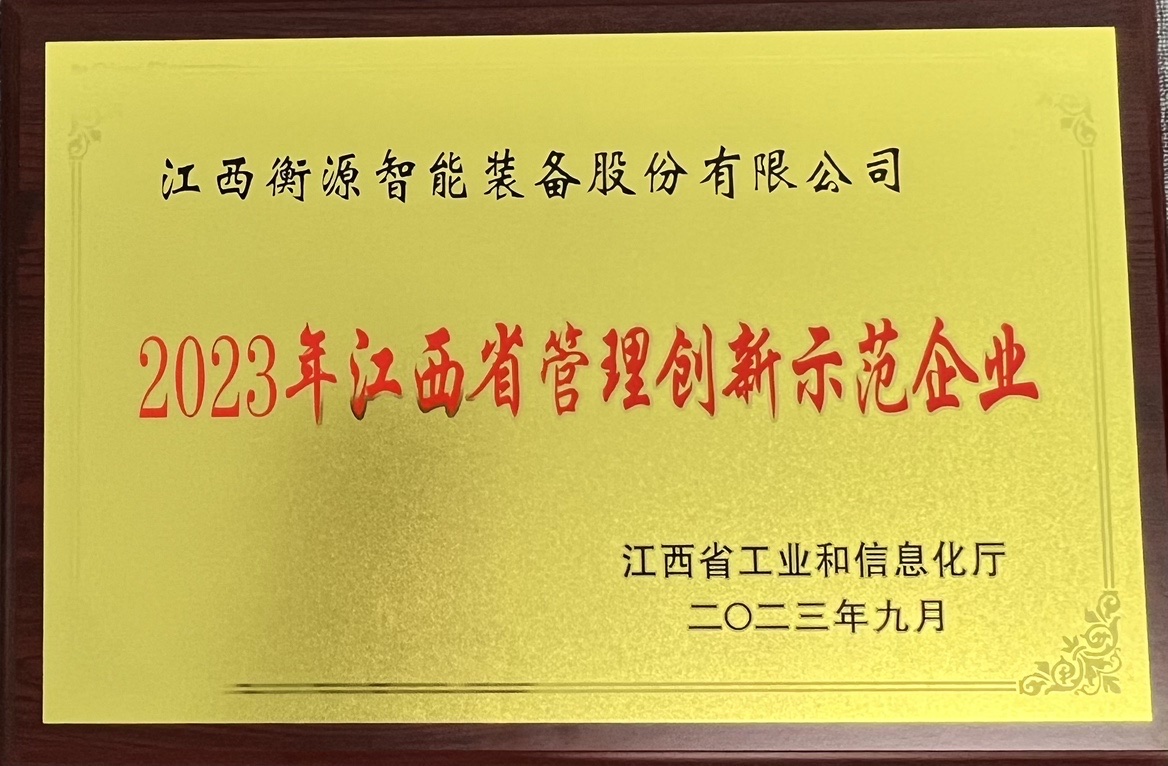 江西衡源智能装备股份有限公司
2023年江西省管理创新示范企业
江西省工业和信息化厅
二〇二三年九月